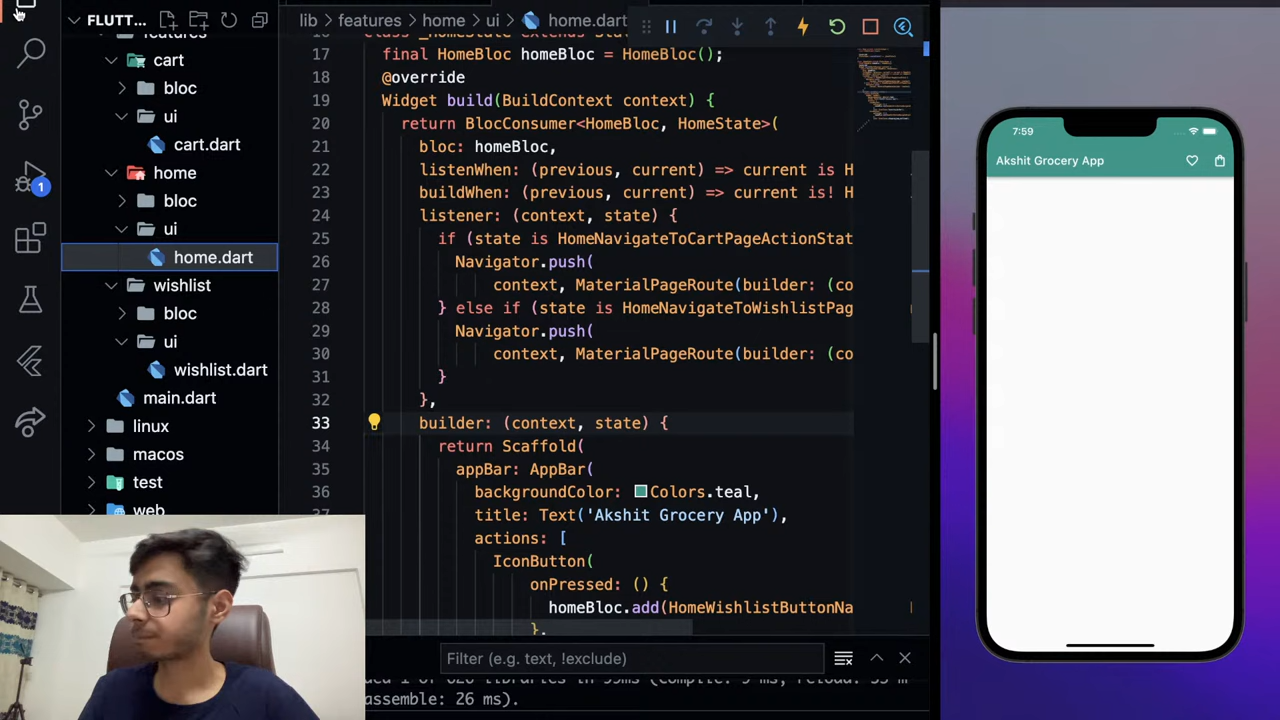 FLUTT...
features
cart
bloc
ui
cart.dart
home
bloc
ui
home.dart
wishlist
bloc
ui
wishlist.dart
main.dart
linux
macos
test
web
1
lib › features › home › ui › home.dart
17 final HomeBloc homeBloc = HomeBloc();
18 @override
19 Widget build(BuildContext context) {
20 return BlocConsumer<HomeBloc, HomeState>(
21 bloc: homeBloc,
22 listenWhen: (previous, current) => current is H
23 buildWhen: (previous, current) => current is! H
24 listener: (context, state) {
25 if (state is HomeNavigateToCartPageActionStat
26 Navigator.push(
27 context, MaterialPageRoute(builder: (co
28 } else if (state is HomeNavigateToWishlistPag
29 Navigator.push(
30 context, MaterialPageRoute(builder: (co
31 }
32 },
33 builder: (context, state) {
34 return Scaffold(
35 appBar: AppBar(
36 backgroundColor: Colors.teal,
37 title: Text('Akshit Grocery App'),
actions: [
IconButton(
onPressed: () {
homeBloc.add(HomeWishlistButtonNa
},
Filter (e.g. text, !exclude)
assemble: 26 ms).
7:59
Akshit Grocery App